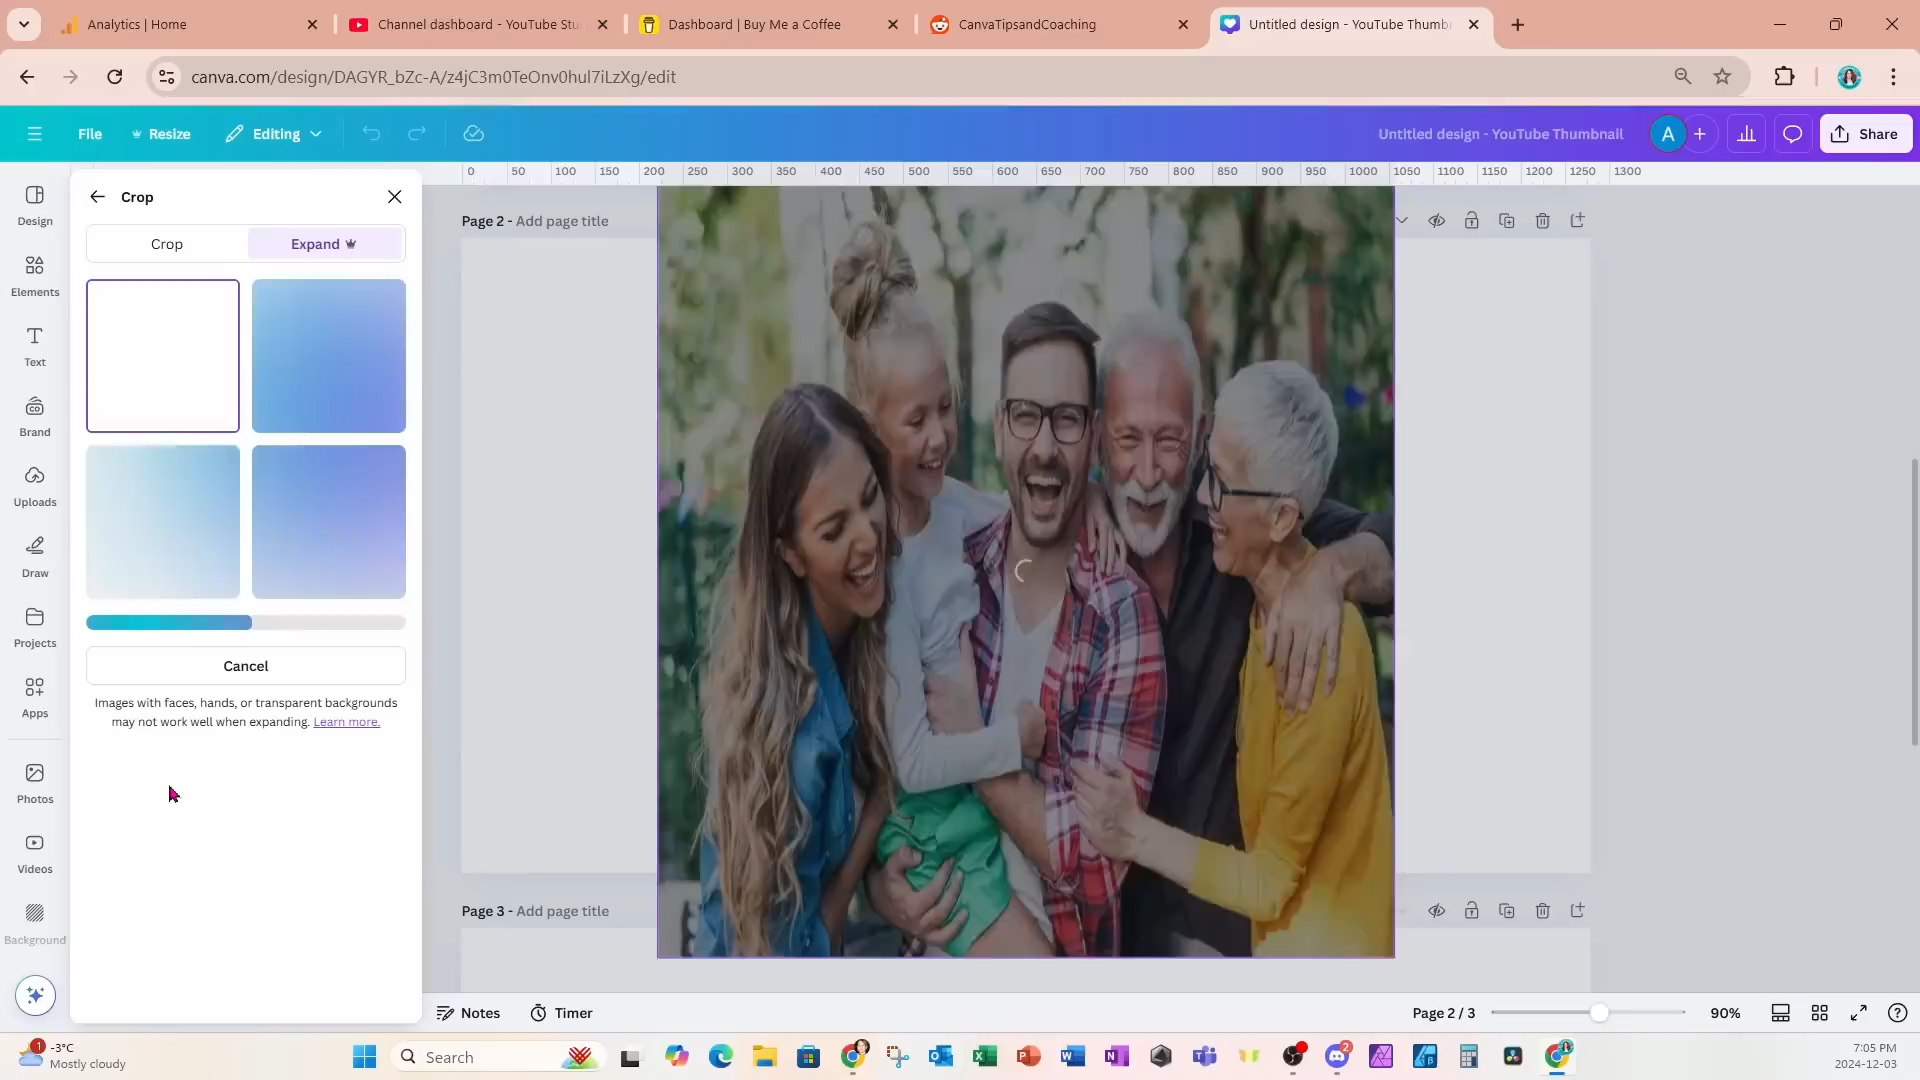 Analytics | Home
Channel dashboard - YouTube Stu
Dashboard | Buy Me a Coffee
CanvaTipsandCoaching
Untitled design - YouTube Thumb
canva.com/design/DAGYR_bZc-A/z4jC3m0TeOnv0hul7iLzXg/edit
File
Resize
Editing
Untitled design - YouTube Thumbnail
A
Share
0 50 100 150 200 250 300 350 400 450 500 550 600 650 700 750 800 850 900 950 1000 1050 1100 1150 1200 1250 1300
Design
Elements
Text
Brand
Uploads
Draw
Projects
Apps
Photos
Videos
Background
Crop
Crop
Expand
Cancel
Images with faces, hands, or transparent backgrounds
may not work well when expanding. Learn more.
Page 2 - Add page title
Page 3 - Add page title
Notes
Timer
Page 2 / 3
90%
1
-3°C
Mostly cloudy
Search
2
7:05 PM
2024-12-03